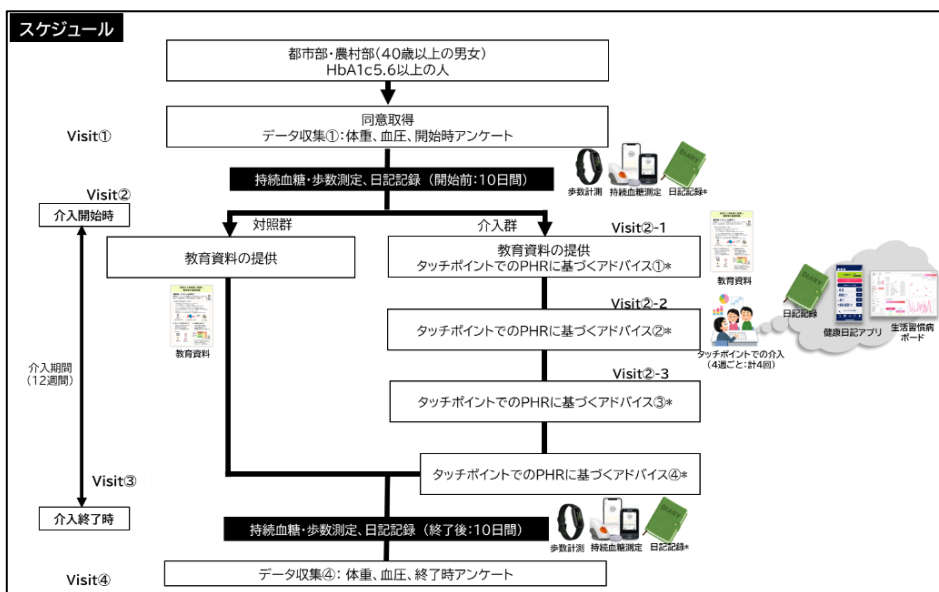 スケジュール
都市部・農村部(40歳以上の男女)
HbA1c5.6以上の人
Visit①
同意取得
データ収集①:体重、血圧、開始時アンケート
持続血糖・歩数測定、日記記録 (開始前:10日間)
DIARY
歩数計測
持続血糖測定
日記記録*
Visit②
介入開始時
対照群
介入群
Visit②-1
教育資料の提供
教育資料の提供
タッチポイントでのPHRに基づくアドバイス①*
教育資料
教育資料
Visit②-2
タッチポイントでのPHRに基づくアドバイス②*
タッチポイントでの介入
(4週ごと:計4回)
DIARY
日記記録
健康日記アプリ
生活習慣病
ボード
介入期間
(12週間)
Visit②-3
タッチポイントでのPHRに基づくアドバイス③*
Visit③
タッチポイントでのPHRに基づくアドバイス④*
介入終了時
持続血糖・歩数測定、日記記録 (終了後:10日間)
DIARY
歩数計測
持続血糖測定
日記記録*
Visit④
データ収集④:体重、血圧、終了時アンケート